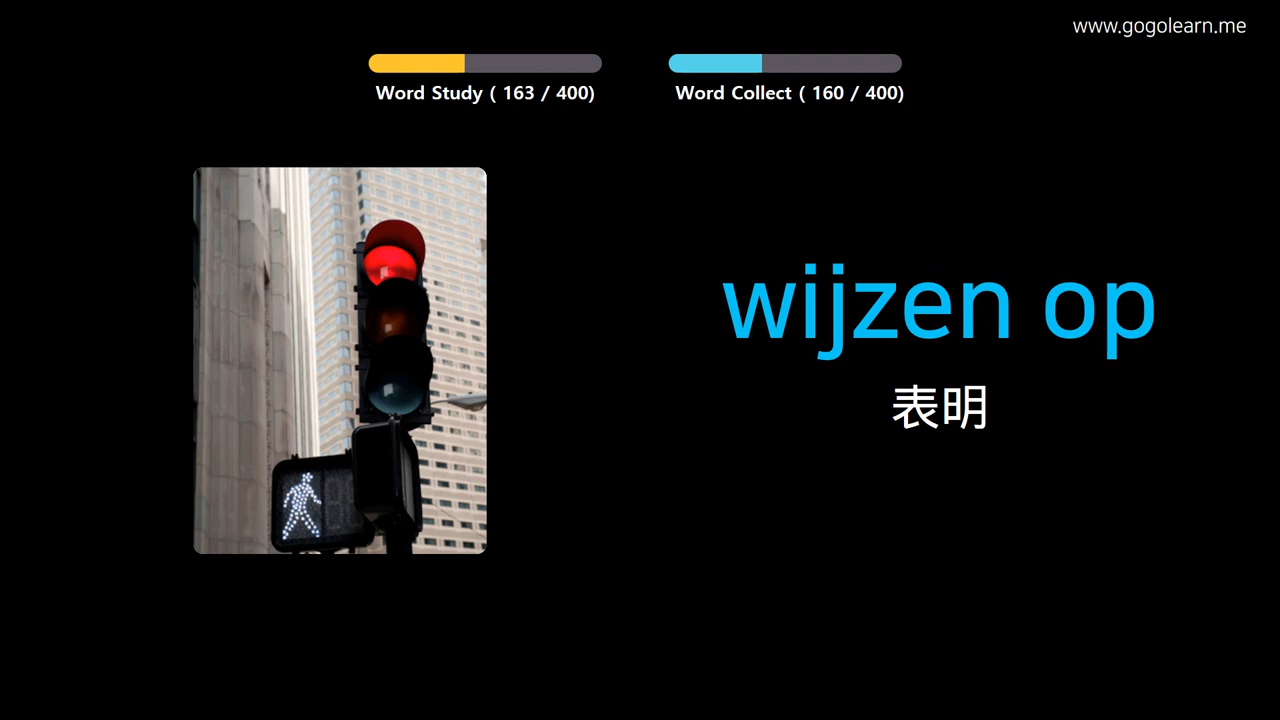 www.gogolearn.me
Word Study ( 163 / 400)
Word Collect ( 160 / 400)
wijzen op
表明